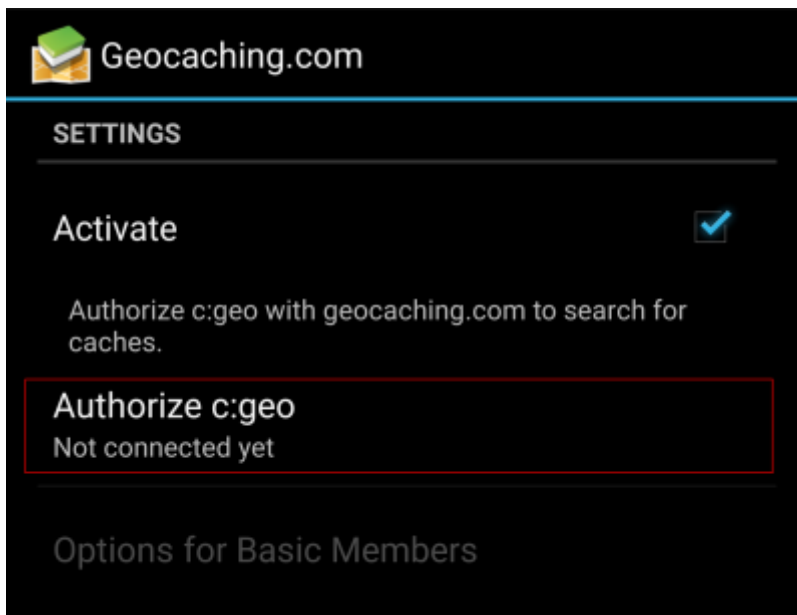 Geocaching.com
SETTINGS
Activate
Authorize c:geo with geocaching.com to search for
caches.
Authorize c:geo
Not connected yet
Options for Basic Members